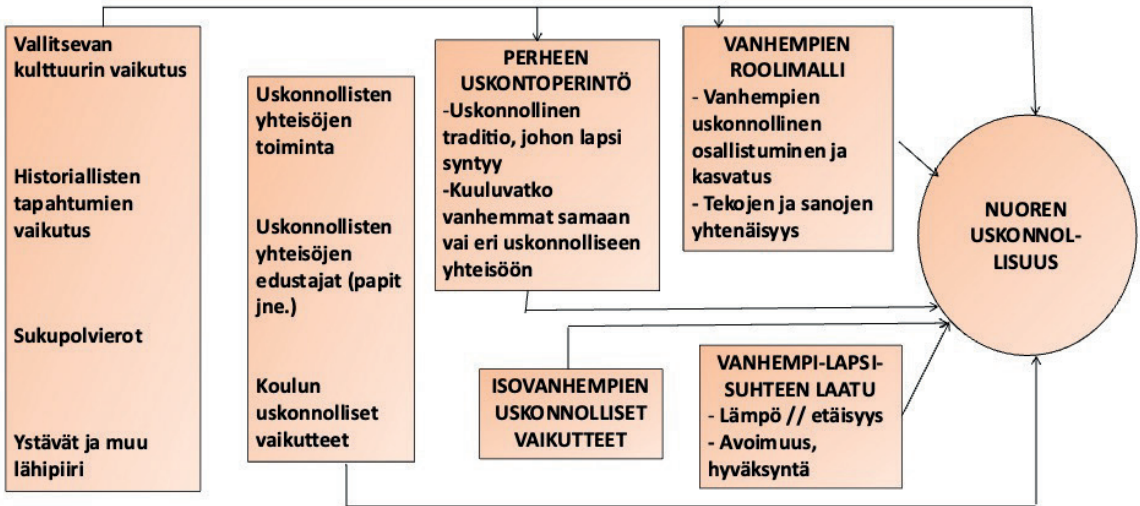 Vallitsevan
kulttuurin vaikutus
Historiallisten
tapahtumien
vaikutus
Sukupolvierot
Ystävät ja muu
lähipiiri
Uskonnollisten
yhteisöjen
toiminta
Uskonnollisten
yhteisöjen
edustajat (papit
jne.)
Koulun
uskonnolliset
vaikutteet
PERHEEN
USKONTOPERINTÖ
-Uskonnollinen
traditio, johon lapsi
syntyy
-Kuuluvatko
vanhemmat samaan
vai eri uskonnolliseen
yhteisöön
ISOVANHEMPIEN
USKONNOLLISET
VAIKUTTEET
VANHEMPIEN
ROOLIMALLI
- Vanhempien
uskonnollinen
osallistuminen ja
kasvatus
- Tekojen ja sanojen
yhtenäisyys
VANHEMPI-LAPSI-
SUHTEEN LAATU
- Lämpö // etäisyys
- Avoimuus,
hyväksyntä
NUOREN
USKONNOL-
LISUUS